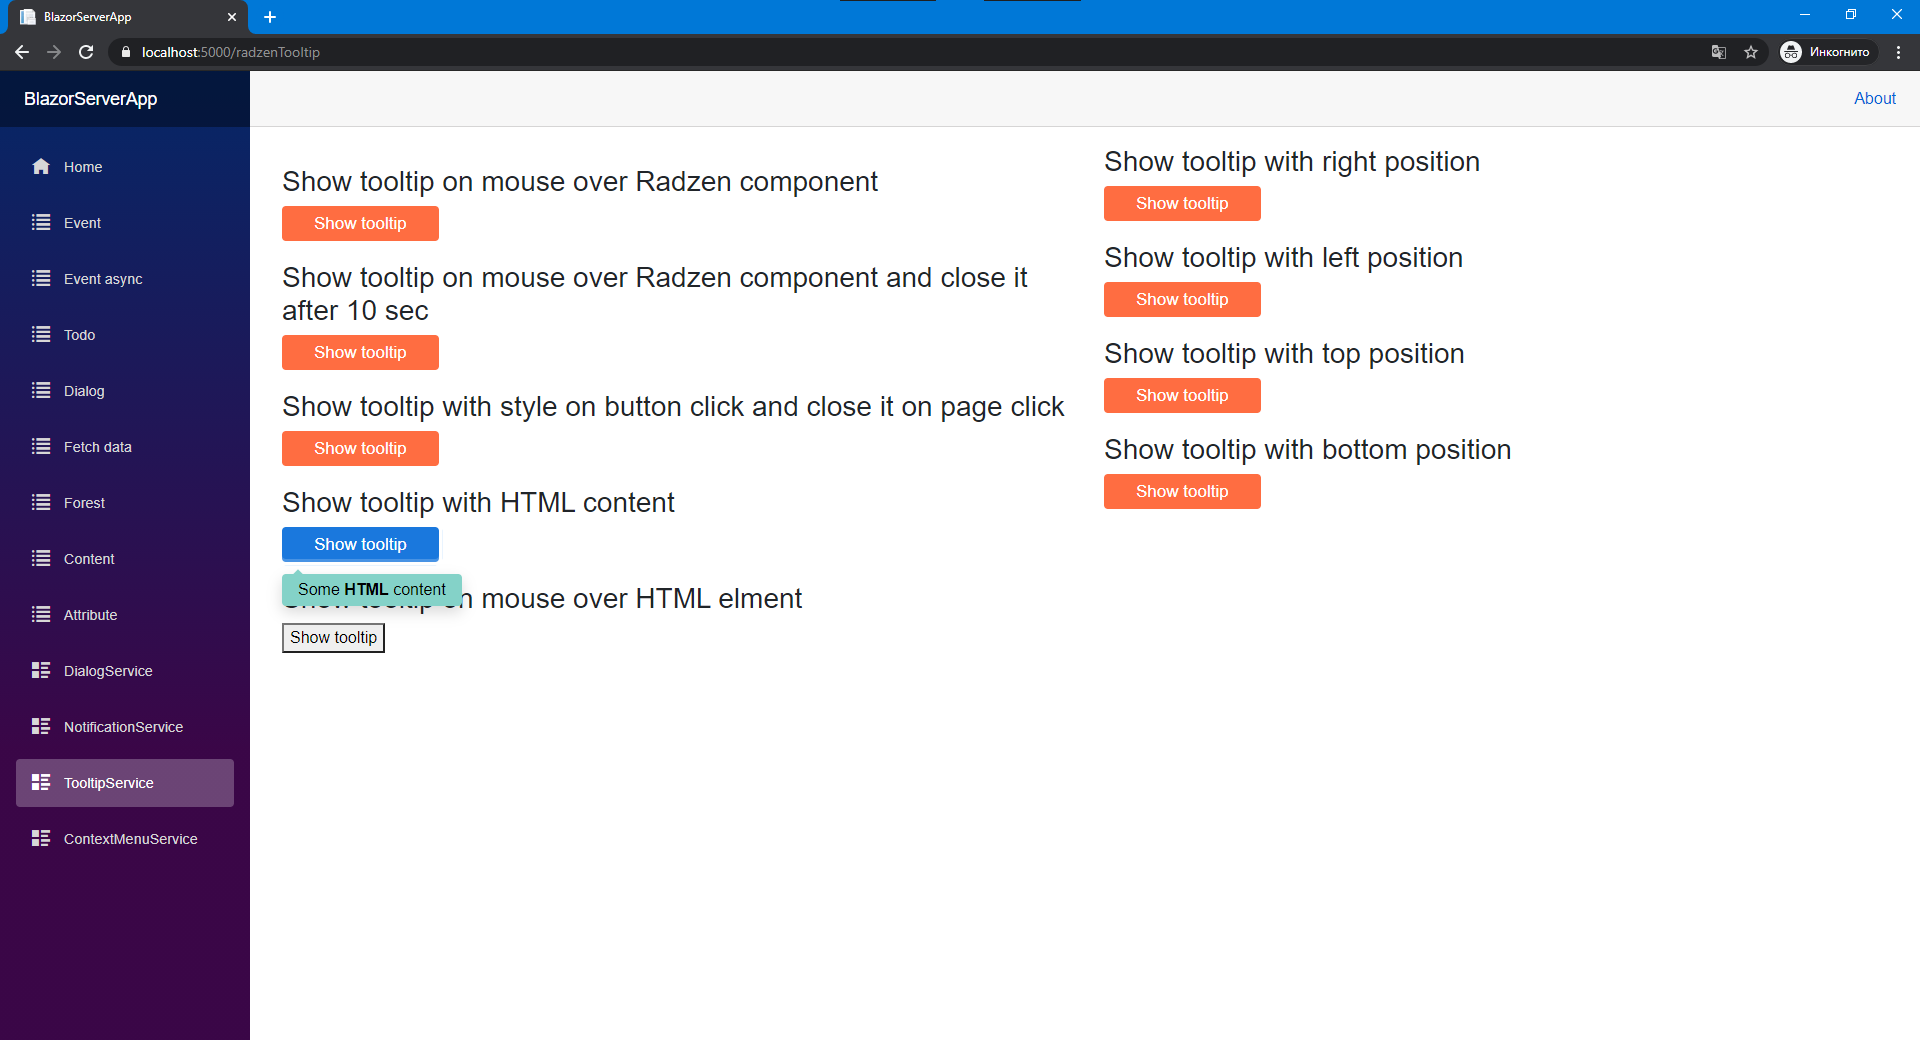 BlazorServerApp
localhost:5000/radzenTooltip
Инкогнито
BlazorServerApp
About
Home
Event
Event async
Todo
Dialog
Fetch data
Forest
Content
Attribute
DialogService
NotificationService
TooltipService
ContextMenuService
Show tooltip on mouse over Radzen component
Show tooltip
Show tooltip on mouse over Radzen component and close it
after 10 sec
Show tooltip
Show tooltip with style on button click and close it on page click
Show tooltip
Show tooltip with HTML content
Show tooltip
Some HTML content
Show tooltip on mouse over HTML elment
Show tooltip
Show tooltip with right position
Show tooltip
Show tooltip with left position
Show tooltip
Show tooltip with top position
Show tooltip
Show tooltip with bottom position
Show tooltip